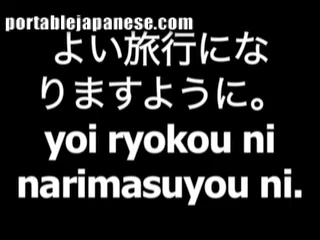 portablejapanese.com
よい旅行にな
りますように。
yoi ryokou ni
narimasuyou ni.